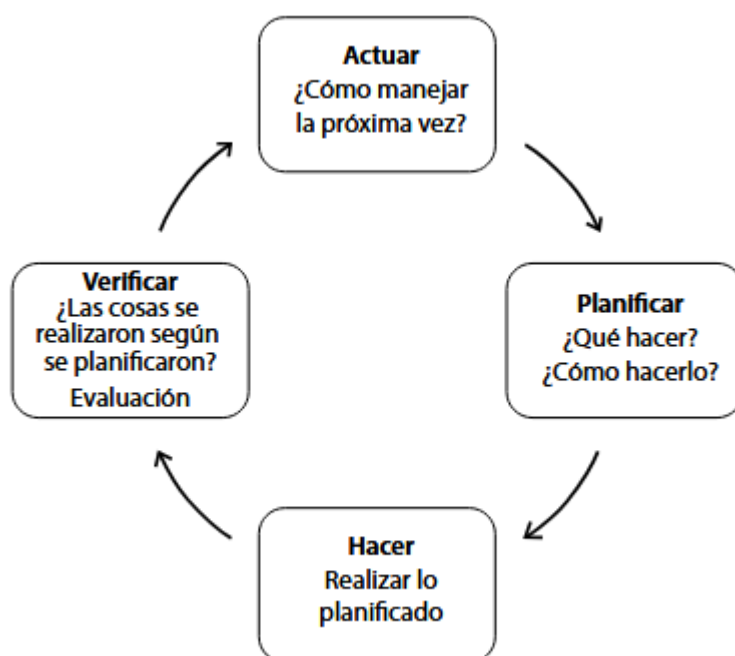 Actuar
¿Cómo manejar
la próxima vez?
Planificar
¿Qué hacer?
¿Cómo hacerlo?
Hacer
Realizar lo
planificado
Verificar
¿Las cosas se
realizaron según
se planificaron?
Evaluación